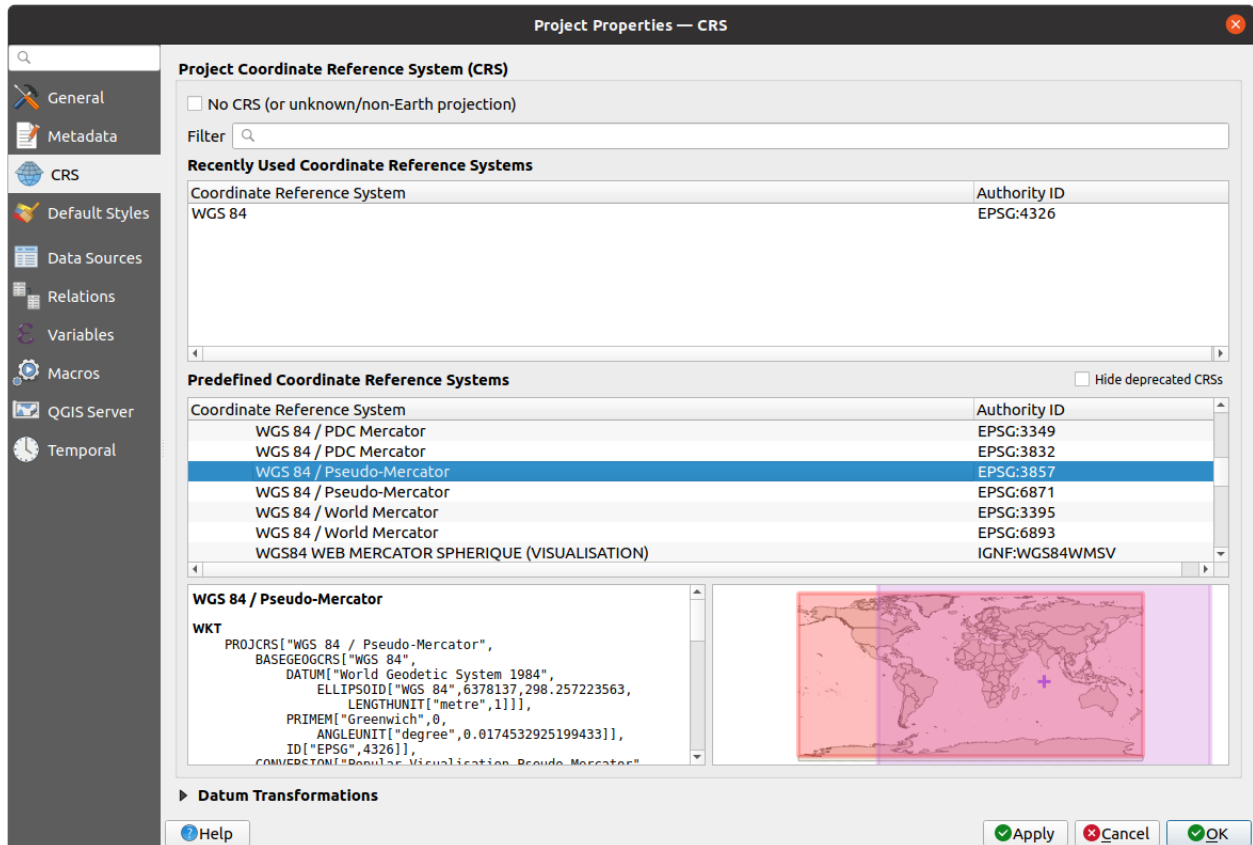 Project Properties — CRS
General
Metadata
CRS
Default Styles
Data Sources
Relations
Variables
Macros
QGIS Server
Temporal
Project Coordinate Reference System (CRS)
No CRS (or unknown/non-Earth projection)
Filter
Recently Used Coordinate Reference Systems
Coordinate Reference System Authority ID
WGS 84 EPSG:4326
Predefined Coordinate Reference Systems Hide deprecated CRSs
Coordinate Reference System Authority ID
WGS 84 / PDC Mercator EPSG:3349
WGS 84 / PDC Mercator EPSG:3832
WGS 84 / Pseudo-Mercator EPSG:3857
WGS 84 / Pseudo-Mercator EPSG:6871
WGS 84 / World Mercator EPSG:3395
WGS 84 / World Mercator EPSG:6893
WGS84 WEB MERCATOR SPHERIQUE (VISUALISATION) IGNF:WGS84WMSV
WGS 84 / Pseudo-Mercator
WKT
PROJCRS["WGS 84 / Pseudo-Mercator",
BASEGEOGCRS["WGS 84",
DATUM["World Geodetic System 1984",
ELLIPSOID["WGS 84",6378137,298.257223563,
LENGTHUNIT["metre",1]]],
PRIMEM["Greenwich",0,
ANGLEUNIT["degree",0.0174532925199433]],
ID["EPSG",4326]],
CONVERSION["Popular Visualisation Pseudo-Mercator",
Datum Transformations
Help
Apply
Cancel
OK